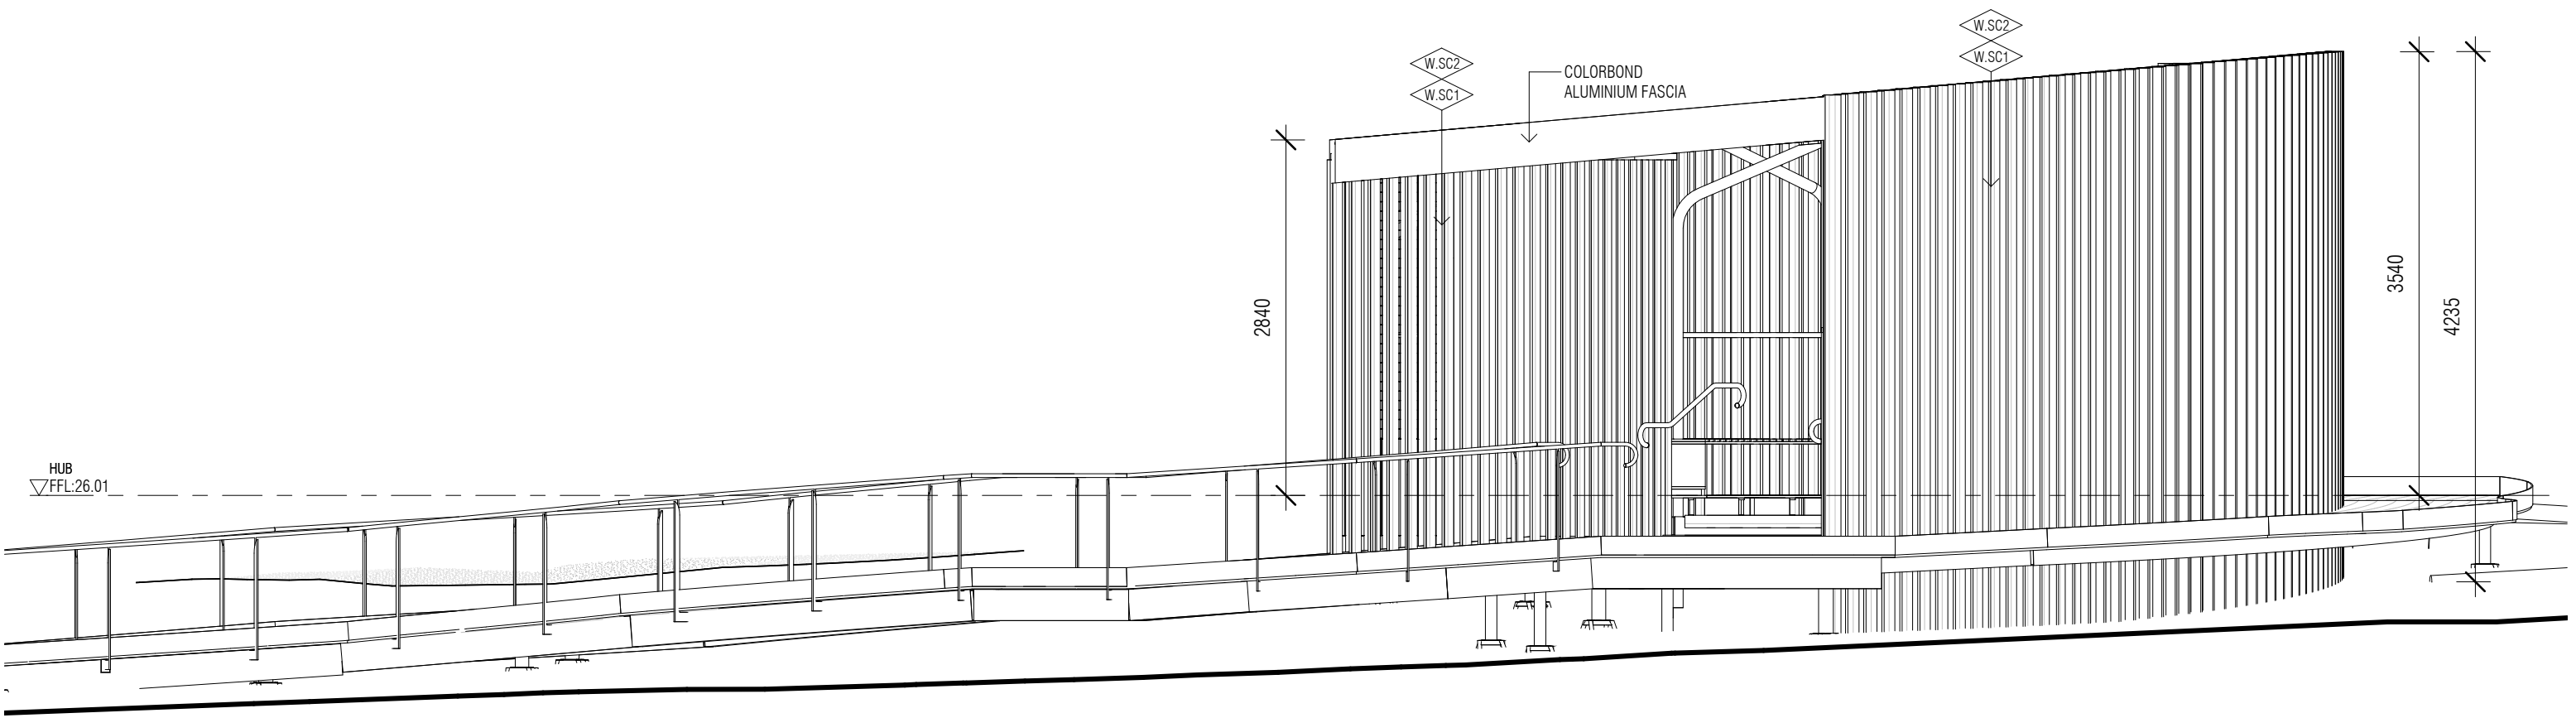 W.SC2
W.SC1
COLORBOND
ALUMINIUM FASCIA
W.SC2
W.SC1
2840
3540
4235
HUB
FFL:26.01